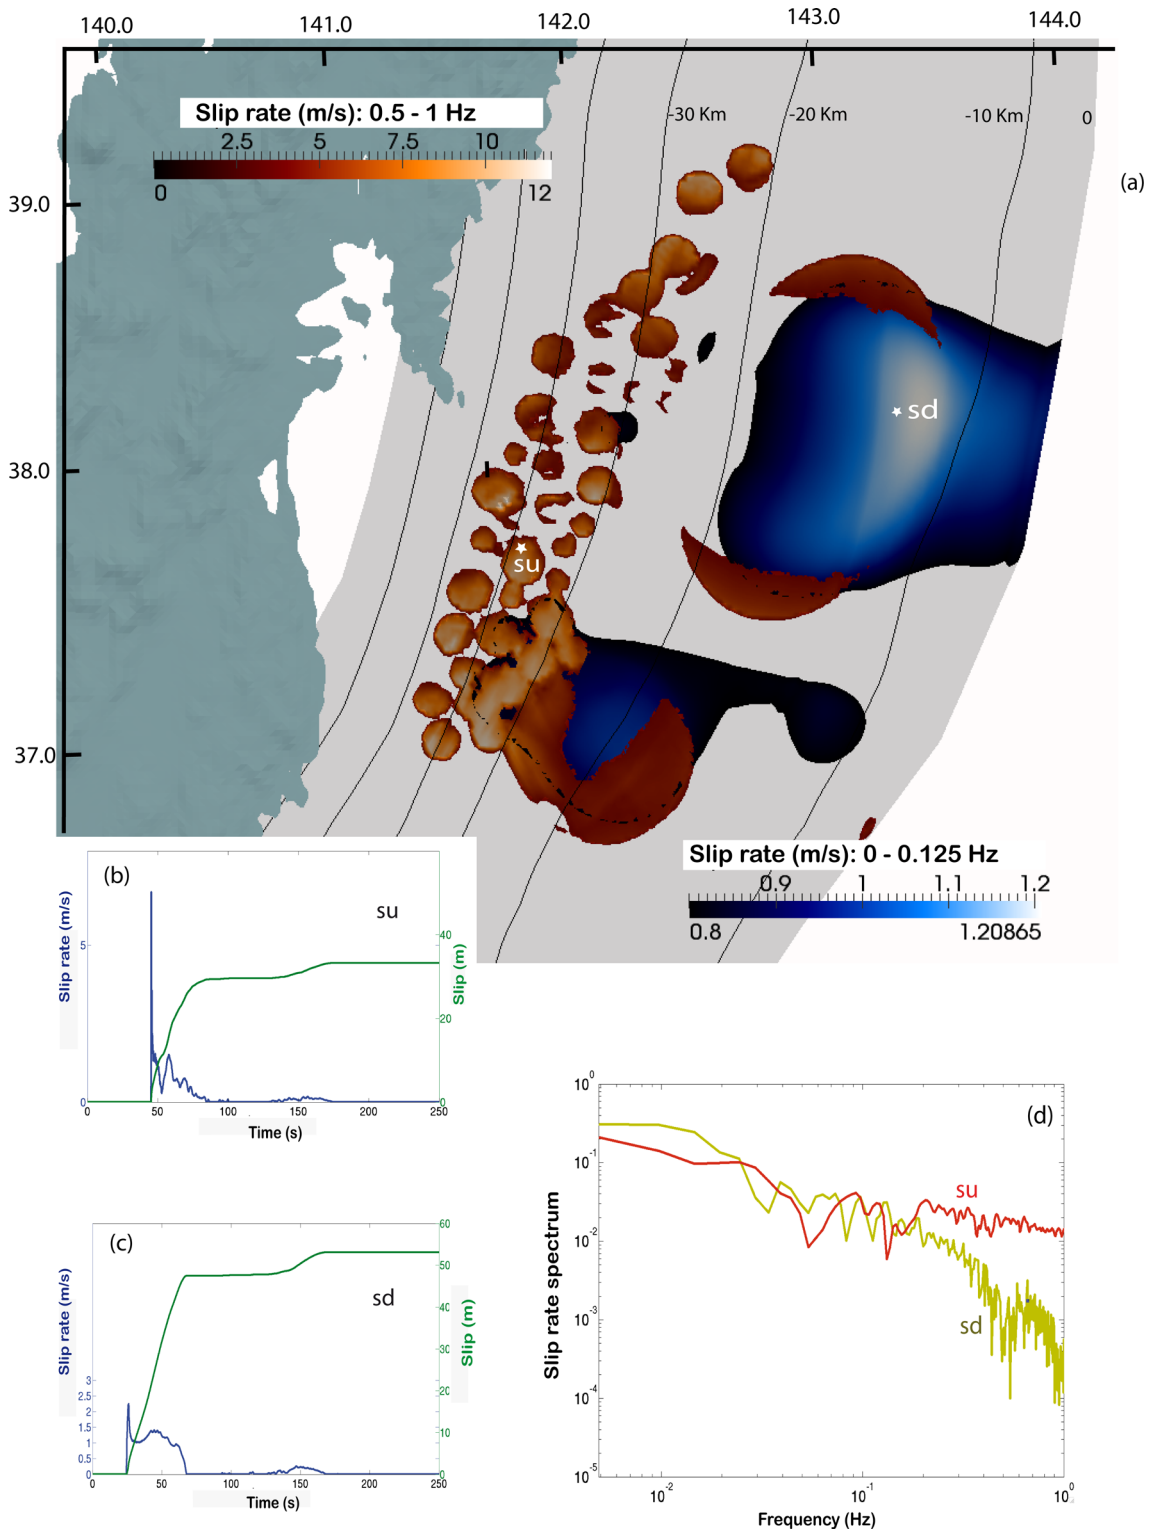 140.0 141.0 142.0 143.0 144.0
Slip rate (m/s): 0.5 - 1 Hz
2.5 5 7.5 10
0 12
-30 Km -20 Km -10 Km 0
(a)
39.0
38.0
37.0
sd
su
Slip rate (m/s): 0 - 0.125 Hz
0.9 1 1.1 1.2
0.8 1.20865
(b)
su
Slip rate (m/s)
5
0
40
20
0
Slip (m)
0 50 100 150 200 250
Time (s)
(c)
sd
Slip rate (m/s)
3
2.5
2
1.5
1
0.5
0
60
50
40
30
20
10
0
Slip (m)
0 50 100 150 200 250
Time (s)
(d)
su
sd
Slip rate spectrum
10^0
10^-1
10^-2
10^-3
10^-4
10^-5
10^-2 10^-1 10^0
Frequency (Hz)